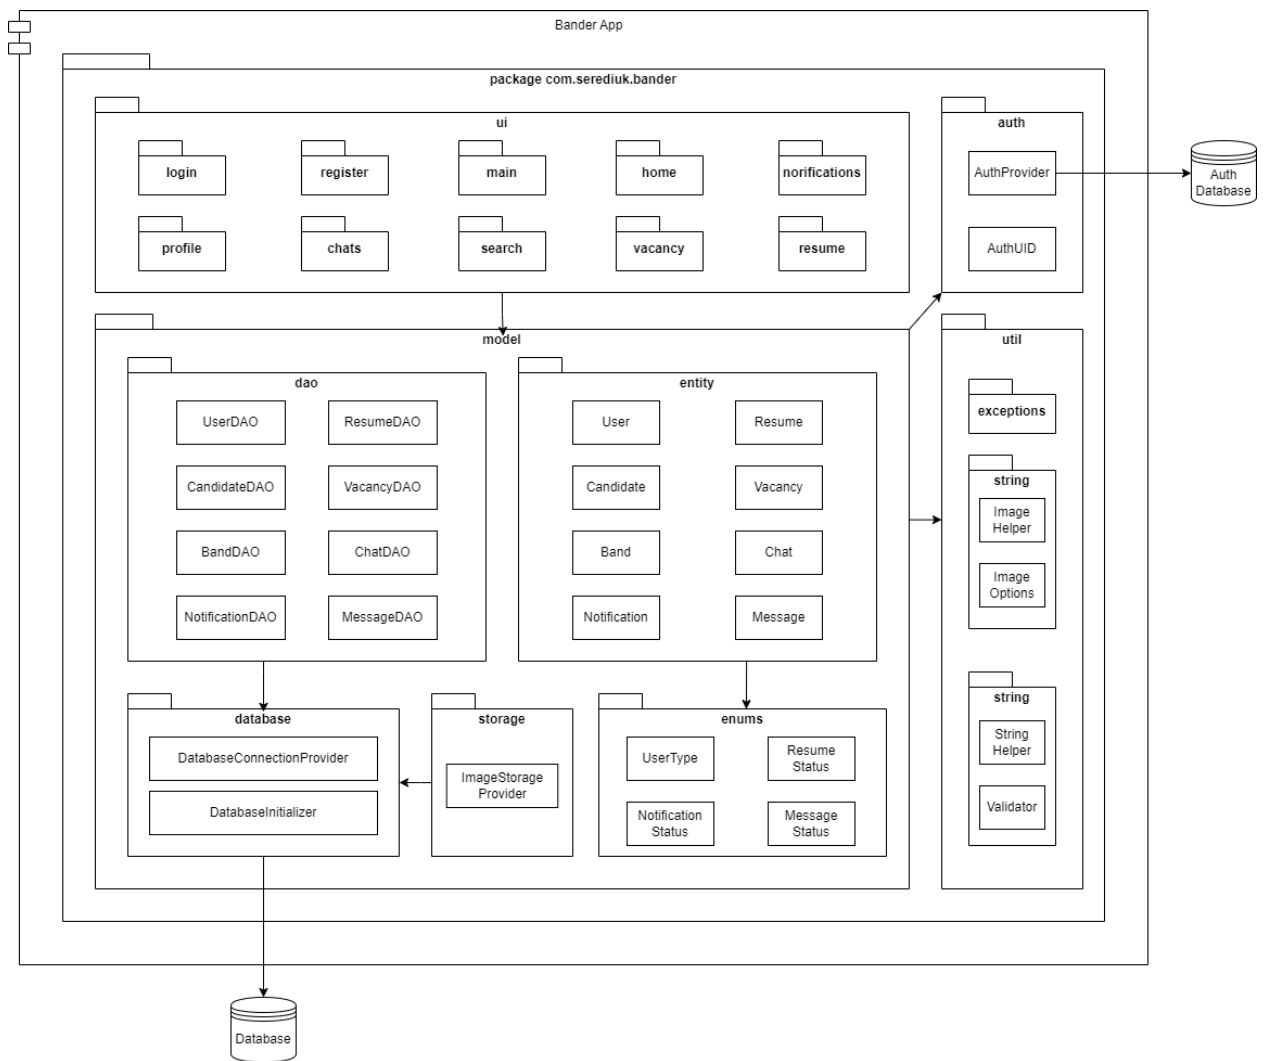 Bander App
package com.serediuk.bander
ui
login
register
main
home
norifications
profile
chats
search
vacancy
resume
auth
AuthProvider
AuthUID
Auth
Database
model
dao
UserDAO
ResumeDAO
CandidateDAO
VacancyDAO
BandDAO
ChatDAO
NotificationDAO
MessageDAO
entity
User
Resume
Candidate
Vacancy
Band
Chat
Notification
Message
util
exceptions
string
Image
Helper
Image
Options
string
String
Helper
Validator
database
DatabaseConnectionProvider
DatabaseInitializer
storage
ImageStorage
Provider
enums
UserType
Resume
Status
Notification
Status
Message
Status
Database